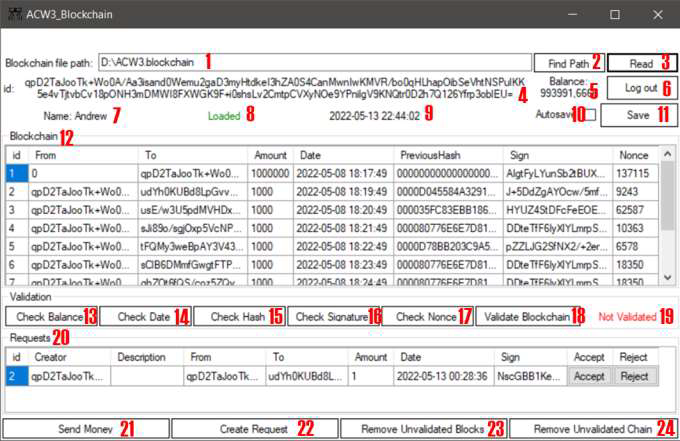 ACW3_Blockchain
Blockchain file path: D:\ACW3.blockchain 1 Find Path 2 Read 3
id: qpD2TaJooTk+Wo0A/Aa3isand0Wemu2gaD3myHtdkeI3hZA0S4CanMwnIwKMVR/bo0qHLhapOibSeVhtNSPulKK 4 Balance: 5 Log out 6
5e4vTjtvbCv18pONH3mDMWI8FXWGK9F+i0shsLv2CmtpCVXyNOe9YPnilgV9KNQtr0D2h7Q126Yfrp3oblEU= 993991,666
Name: Andrew 7 Loaded 8 2022-05-13 22:44:02 9 Autosave 10 Save 11
Blockchain 12
id From To Amount Date PreviousHash Sign Nonce
1 0 qpD2TaJooTk+Wo0... 1000000 2022-05-08 18:17:49 00000000000000000... AlgtFyLYunSb2tBUX... 137115
2 qpD2TaJooTk+Wo0... udYh0KUBd8LpGvv... 1000 2022-05-08 18:19:49 0000D045584A3291... J+5DdZgAYOcw/5mf... 9243
3 qpD2TaJooTk+Wo0... usE/w3U5pdMVHDx... 1000 2022-05-08 18:20:49 000035FC83EBB186... HYUZ4StDFcFeEOE... 62587
4 qpD2TaJooTk+Wo0... sJi89o/sgjOxp5VcNP... 1000 2022-05-08 18:21:49 000080776E6E7D81... DDteTfF6lyXlYLmrpS... 10363
5 qpD2TaJooTk+Wo0... tFQMy3weBpAY3V43... 1000 2022-05-08 18:22:49 0000D78BB203C9A5... pZZLJG2SfNX2/+2er... 6578
6 qpD2TaJooTk+Wo0... sClB6DMmfGwgtFTP... 1000 2022-05-08 18:23:49 000080776E6E7D81... DDteTfF6lyXlYLmrpS... 18350
7 qpD2TaJooTk+Wo0... 1000 2022-05-08 18:24:49 000080776E6E7D81... DDteTfF6lyXlYLmrpS... 18350
Validation
Check Balance 13 Check Date 14 Check Hash 15 Check Signature 16 Check Nonce 17 Validate Blockchain 18 Not Validated 19
Requests 20
id Creator Description From To Amount Date Sign Accept Reject
2 qpD2TaJooTk... qpD2TaJooTk... udYh0KUBd8L... 1 2022-05-13 00:28:36 NscGBB1Ke... Accept Reject
Send Money 21 Create Request 22 Remove Unvalidated Blocks 23 Remove Unvalidated Chain 24